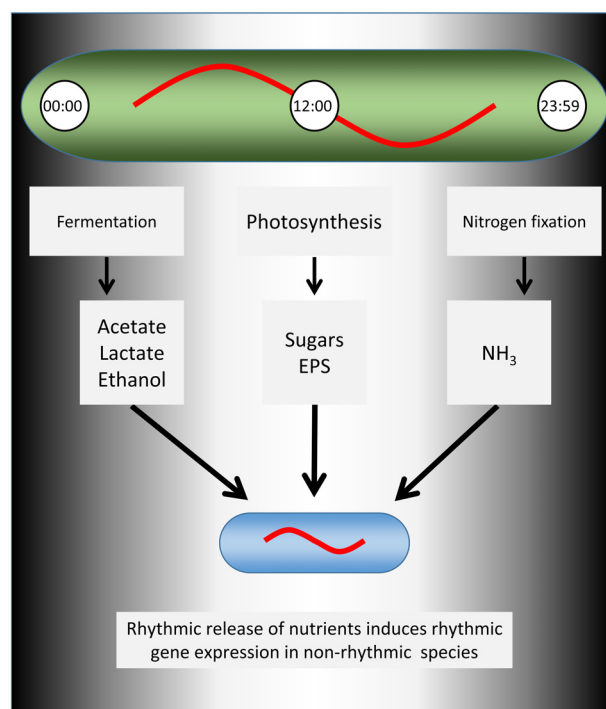 00:00
12:00
23:59
Fermentation
Photosynthesis
Nitrogen fixation
Acetate
Lactate
Ethanol
Sugars
EPS
NH₃
Rhythmic release of nutrients induces rhythmic
gene expression in non-rhythmic species